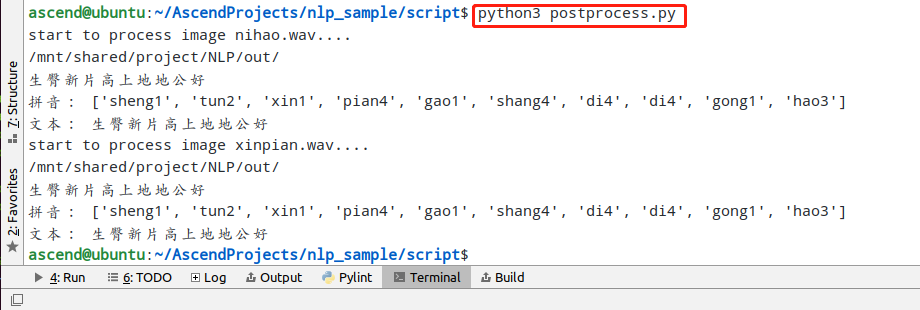 ascend@ubuntu:~/AscendProjects/nlp_sample/script$ python3 postprocess.py
start to process image nihao.wav....
/mnt/shared/project/NLP/out/
生臀新片高上地地公好
拼音： ['sheng1', 'tun2', 'xin1', 'pian4', 'gao1', 'shang4', 'di4', 'di4', 'gong1', 'hao3']
文本： 生臀新片高上地地公好
start to process image xinpian.wav....
/mnt/shared/project/NLP/out/
生臀新片高上地地公好
拼音： ['sheng1', 'tun2', 'xin1', 'pian4', 'gao1', 'shang4', 'di4', 'di4', 'gong1', 'hao3']
文本： 生臀新片高上地地公好
ascend@ubuntu:~/AscendProjects/nlp_sample/script$
7: Structure
2: Favorites
4: Run 6: TODO Log Output Pylint Terminal Build